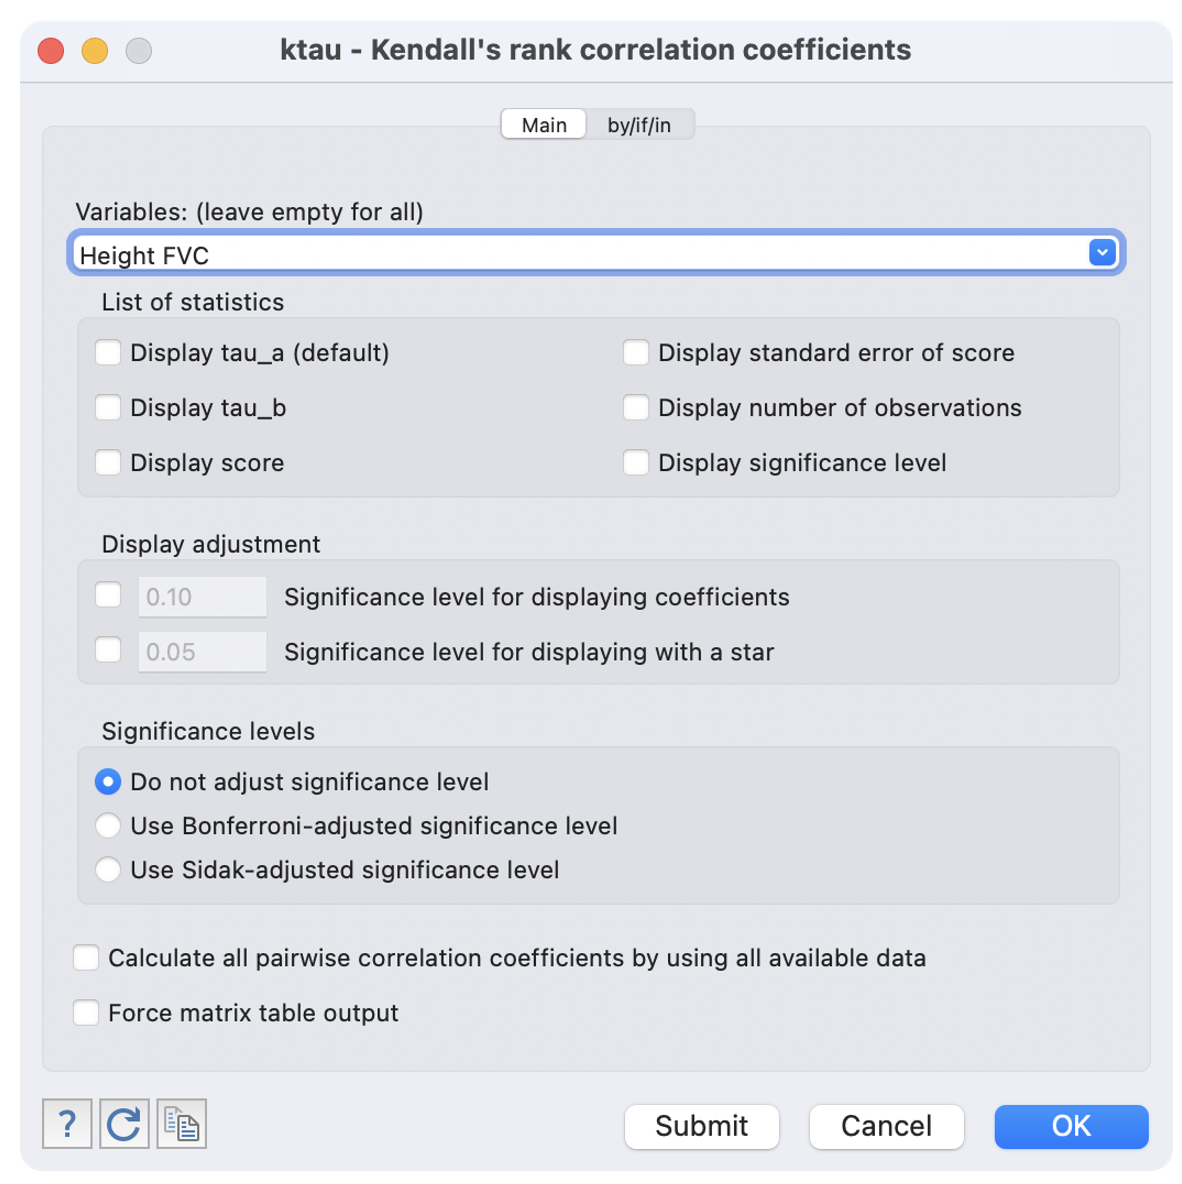 ktau - Kendall's rank correlation coefficients
Main by/if/in
Variables: (leave empty for all)
Height FVC
List of statistics
Display tau_a (default) Display standard error of score
Display tau_b Display number of observations
Display score Display significance level
Display adjustment
0.10 Significance level for displaying coefficients
0.05 Significance level for displaying with a star
Significance levels
Do not adjust significance level
Use Bonferroni-adjusted significance level
Use Sidak-adjusted significance level
Calculate all pairwise correlation coefficients by using all available data
Force matrix table output
? Submit Cancel OK